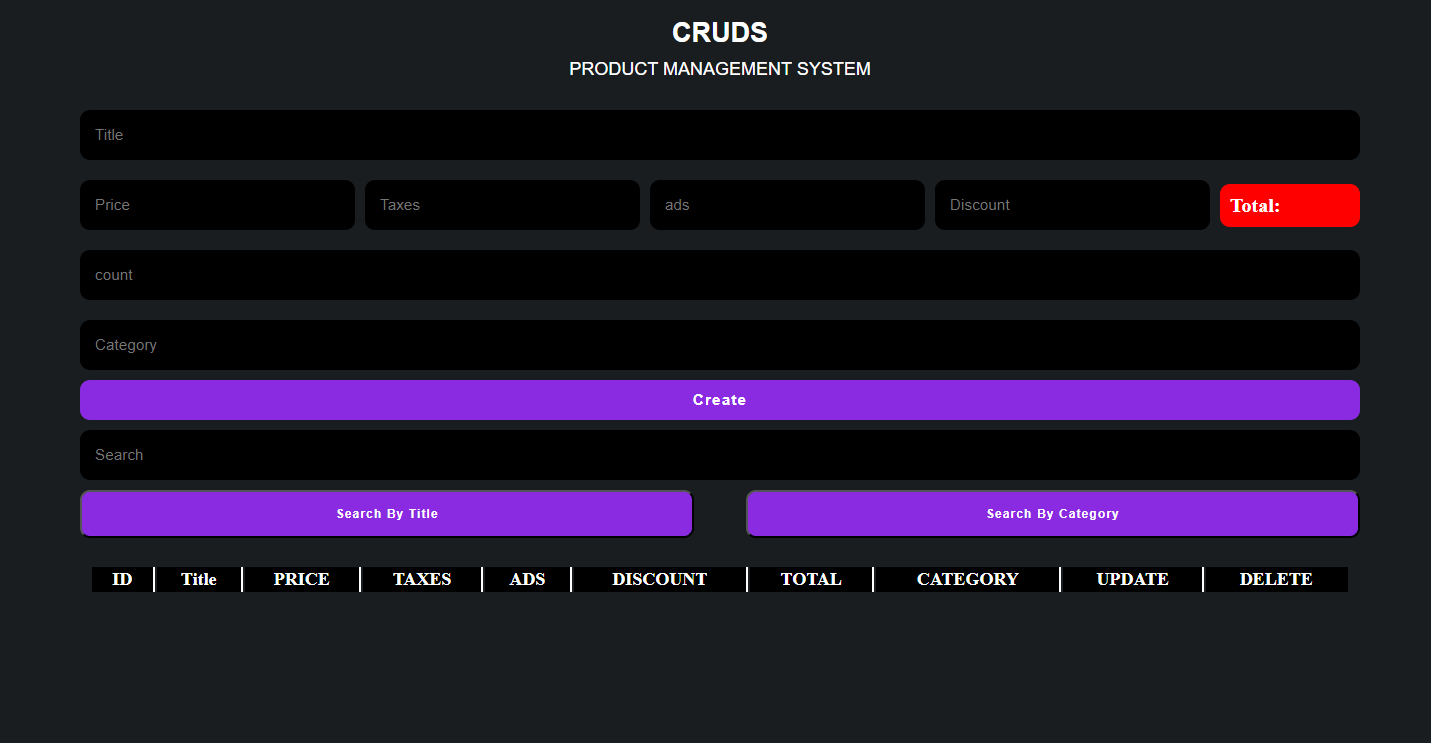 CRUDS
PRODUCT MANAGEMENT SYSTEM
Title
Price Taxes ads Discount Total:
count
Category
Create
Search
Search By Title Search By Category
ID Title PRICE TAXES ADS DISCOUNT TOTAL CATEGORY UPDATE DELETE